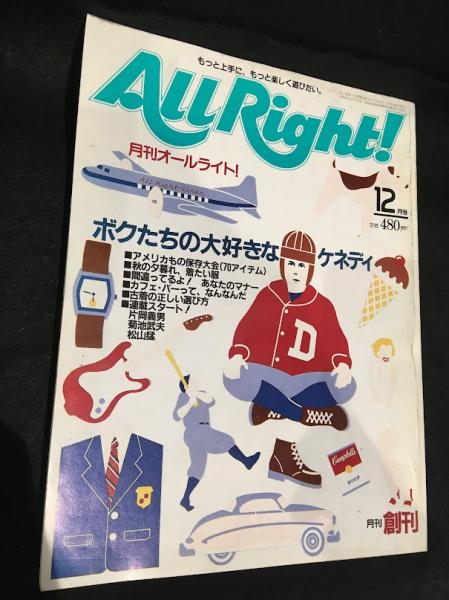 もっと上手に、もっと楽しく遊びたい。
All Right!
月刊オールライト!
All-Right-Lines
12月号
定価480yen
ボクたちの大好きなケネディ
■アメリカもの保存大会(70アイテム)
■秋の夕暮れ、着たい服
■間違ってるよ! あなたのマナー
■カフェ・バーって、なんなんだ
■古着の正しい選び方
■連載スタート!
片岡義男
菊池武夫
松山猛
D
Campbell's
月刊 創刊